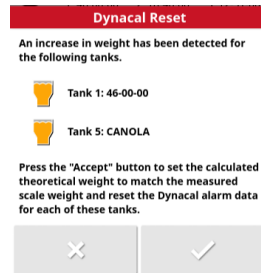 Dynacal Reset
An increase in weight has been detected for
the following tanks.
Tank 1: 46-00-00
Tank 5: CANOLA
Press the "Accept" button to set the calculated
theoretical weight to match the measured
scale weight and reset the Dynacal alarm data
for each of these tanks.